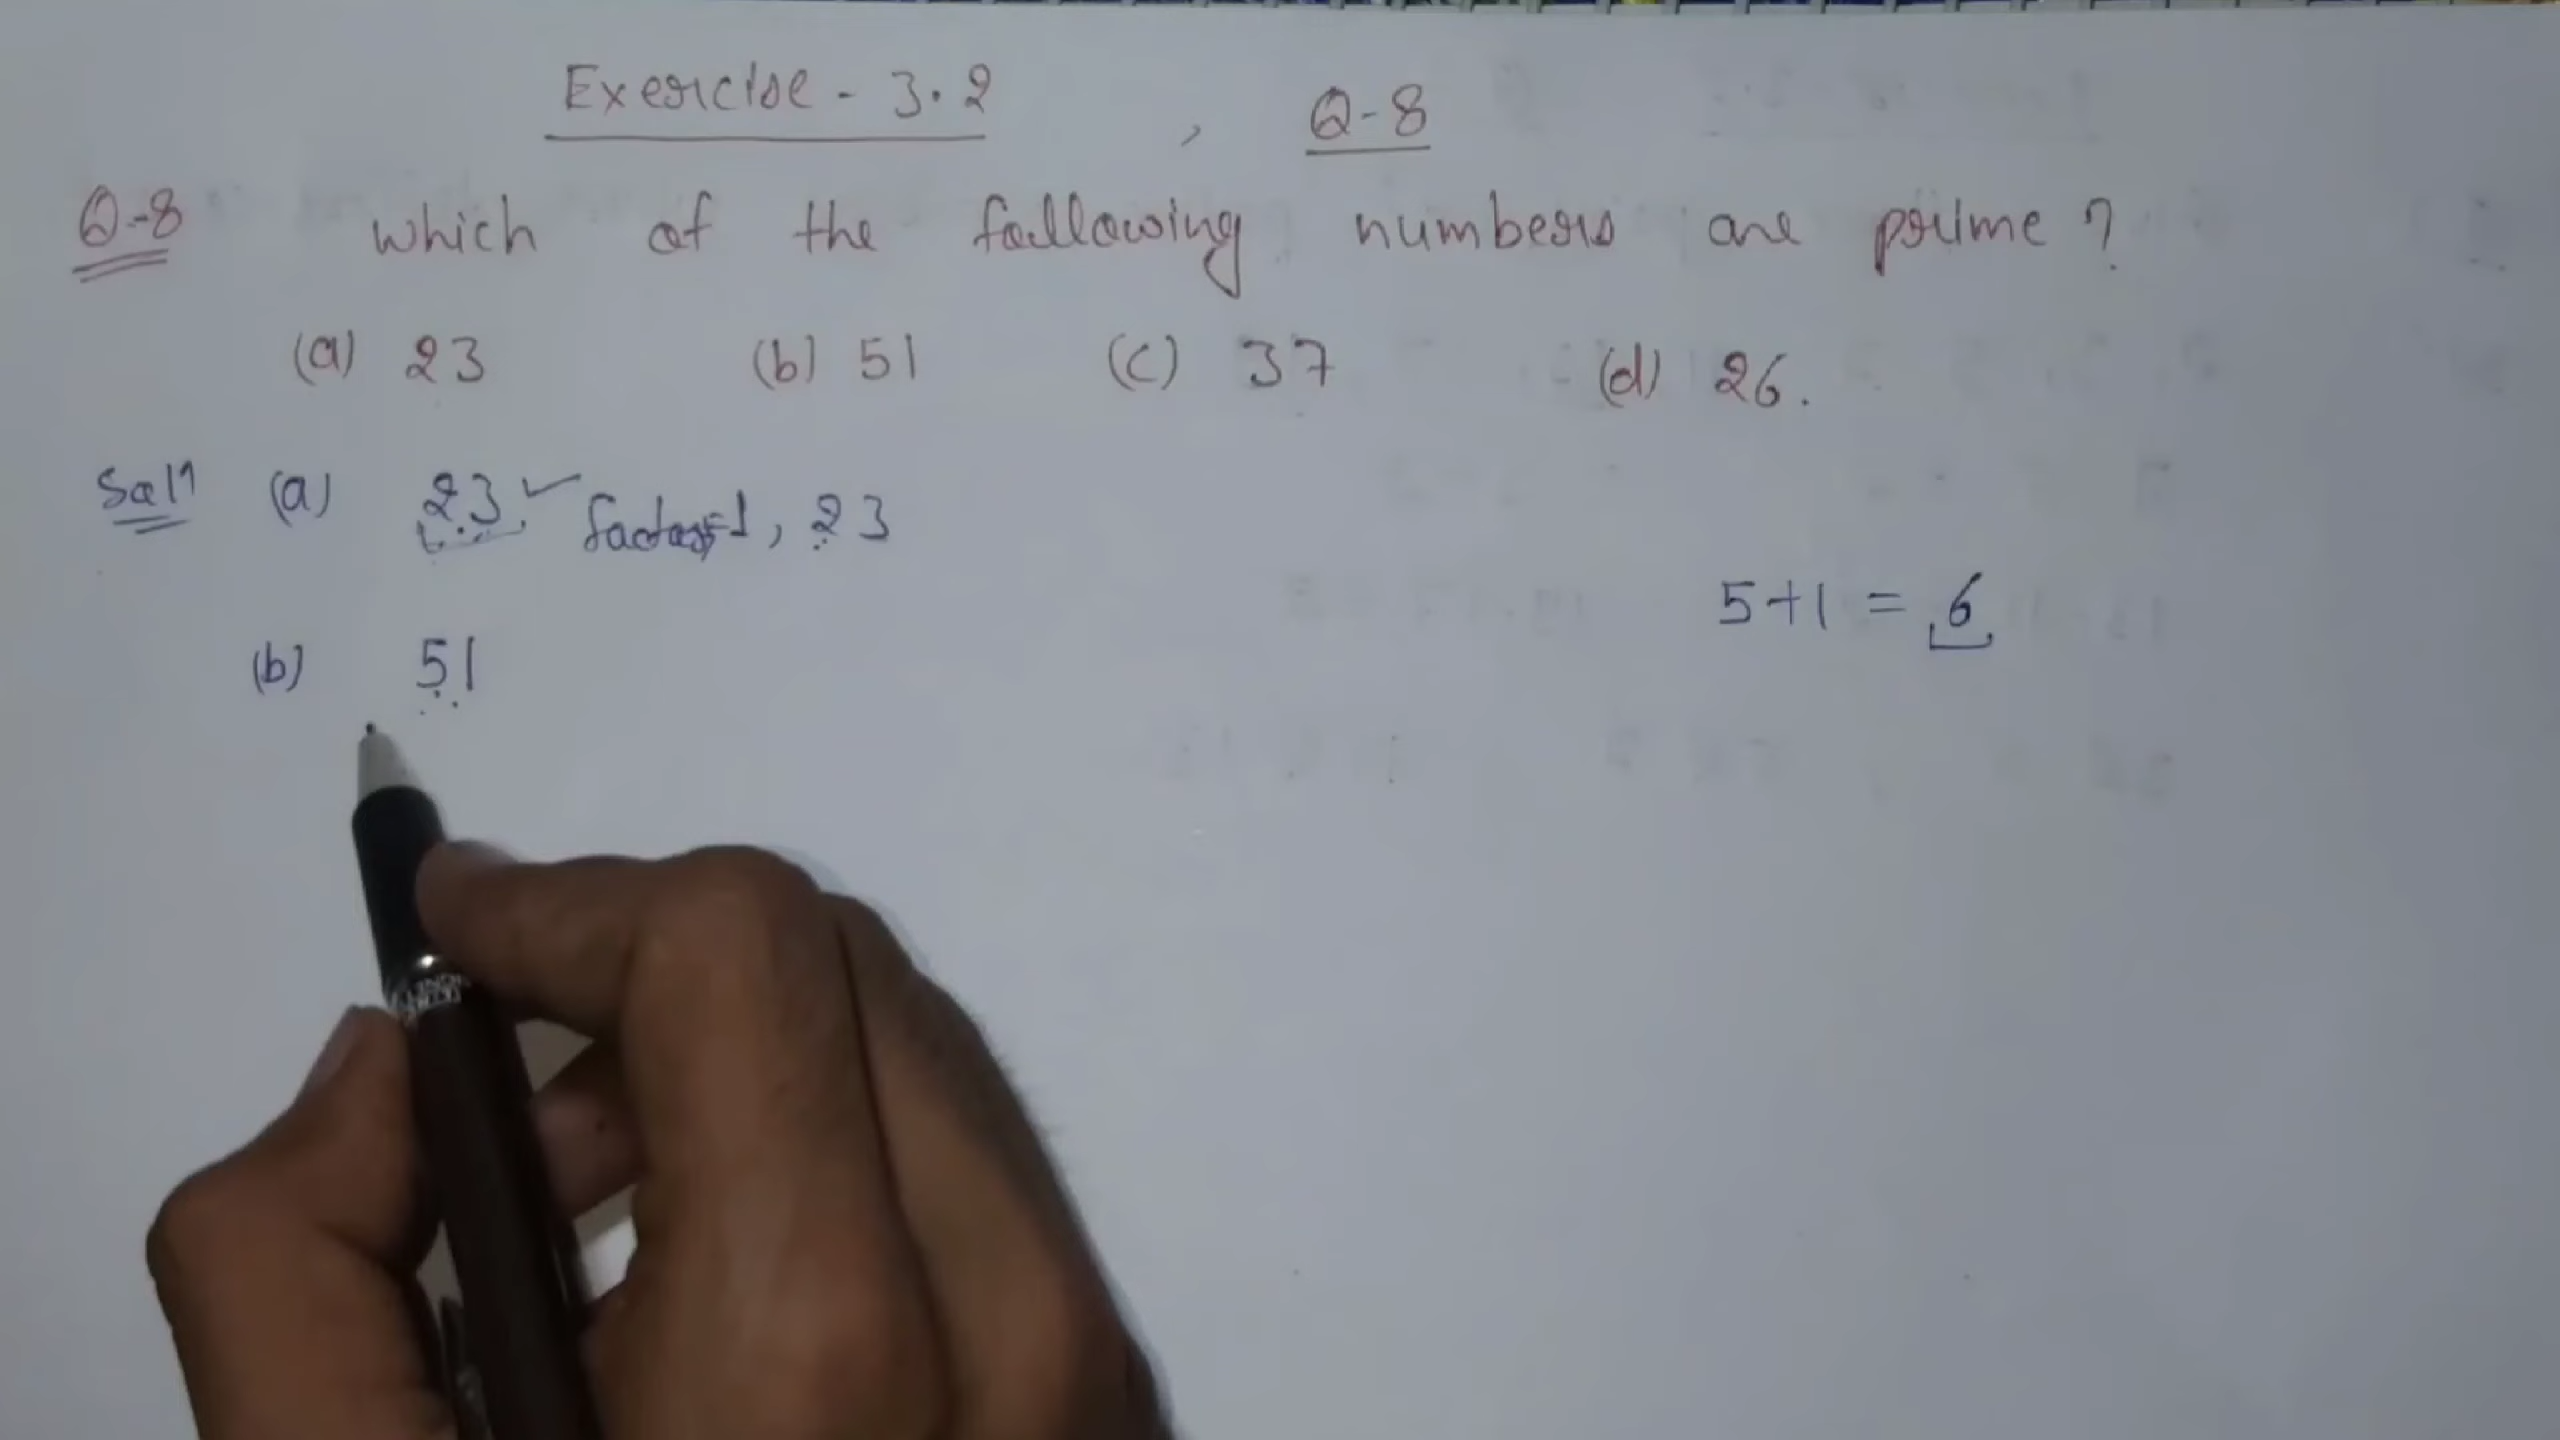 Exercise - 3.2 , Q-8
Q-8 which of the following numbers are prime ?
(a) 23 (b) 51 (c) 37 (d) 26.
Solⁿ (a) 23 ✓ factors=1, 23
5+1 = 6
(b) 51